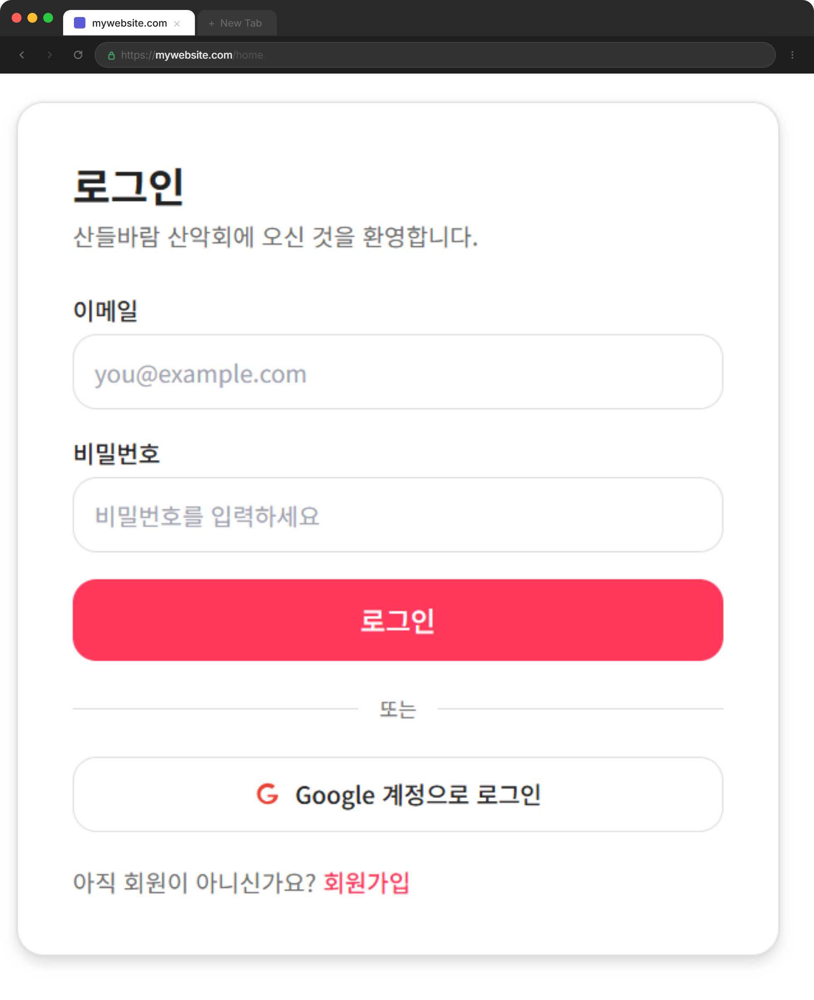 mywebsite.com
+ New Tab
https://mywebsite.com/home
로그인
산들바람 산악회에 오신 것을 환영합니다.
이메일
you@example.com
비밀번호
비밀번호를 입력하세요
로그인
또는
G Google 계정으로 로그인
아직 회원이 아니신가요? 회원가입